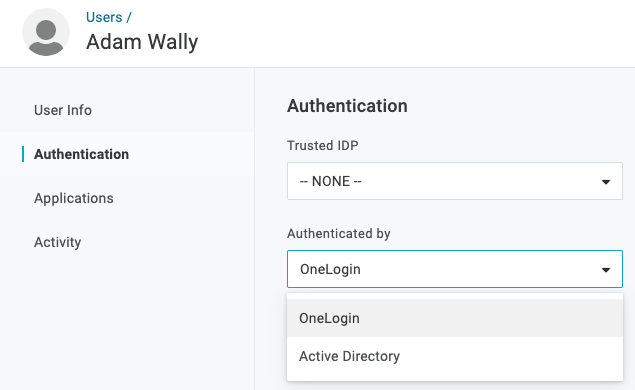 Users /
Adam Wally
User Info
Authentication
Applications
Activity
Authentication
Trusted IDP
-- NONE --
Authenticated by
OneLogin
OneLogin
Active Directory